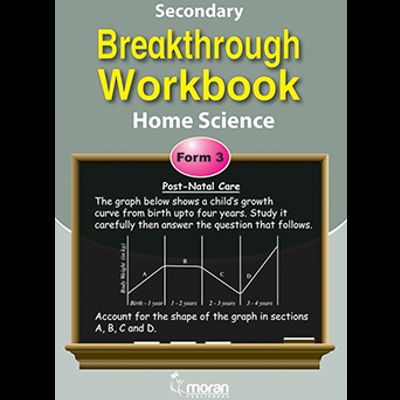 Secondary
Breakthrough
Workbook
Home Science
Form 3
Post-Natal Care
The graph below shows a child's growth
curve from birth upto four years. Study it
carefully then answer the question that follows.
Body Weight (in kg)
A
B
C
D
Birth - 1 year
1 - 2 years
2 - 3 years
3 - 4 years
Account for the shape of the graph in sections
A, B, C and D.
moran
PUBLISHERS